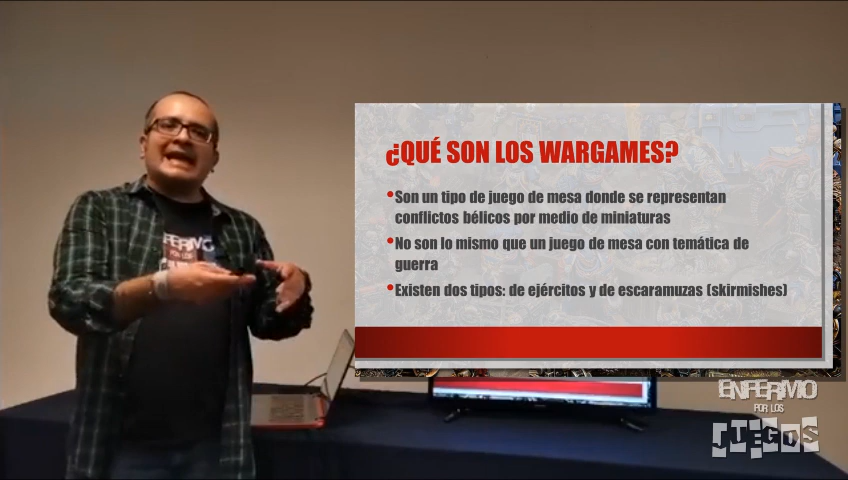 ¿QUÉ SON LOS WARGAMES?
•Son un tipo de juego de mesa donde se representan
conflictos bélicos por medio de miniaturas
•No son lo mismo que un juego de mesa con temática de
guerra
•Existen dos tipos: de ejércitos y de escaramuzas (skirmishes)
ENFERMO
POR LOS
JUEGOS